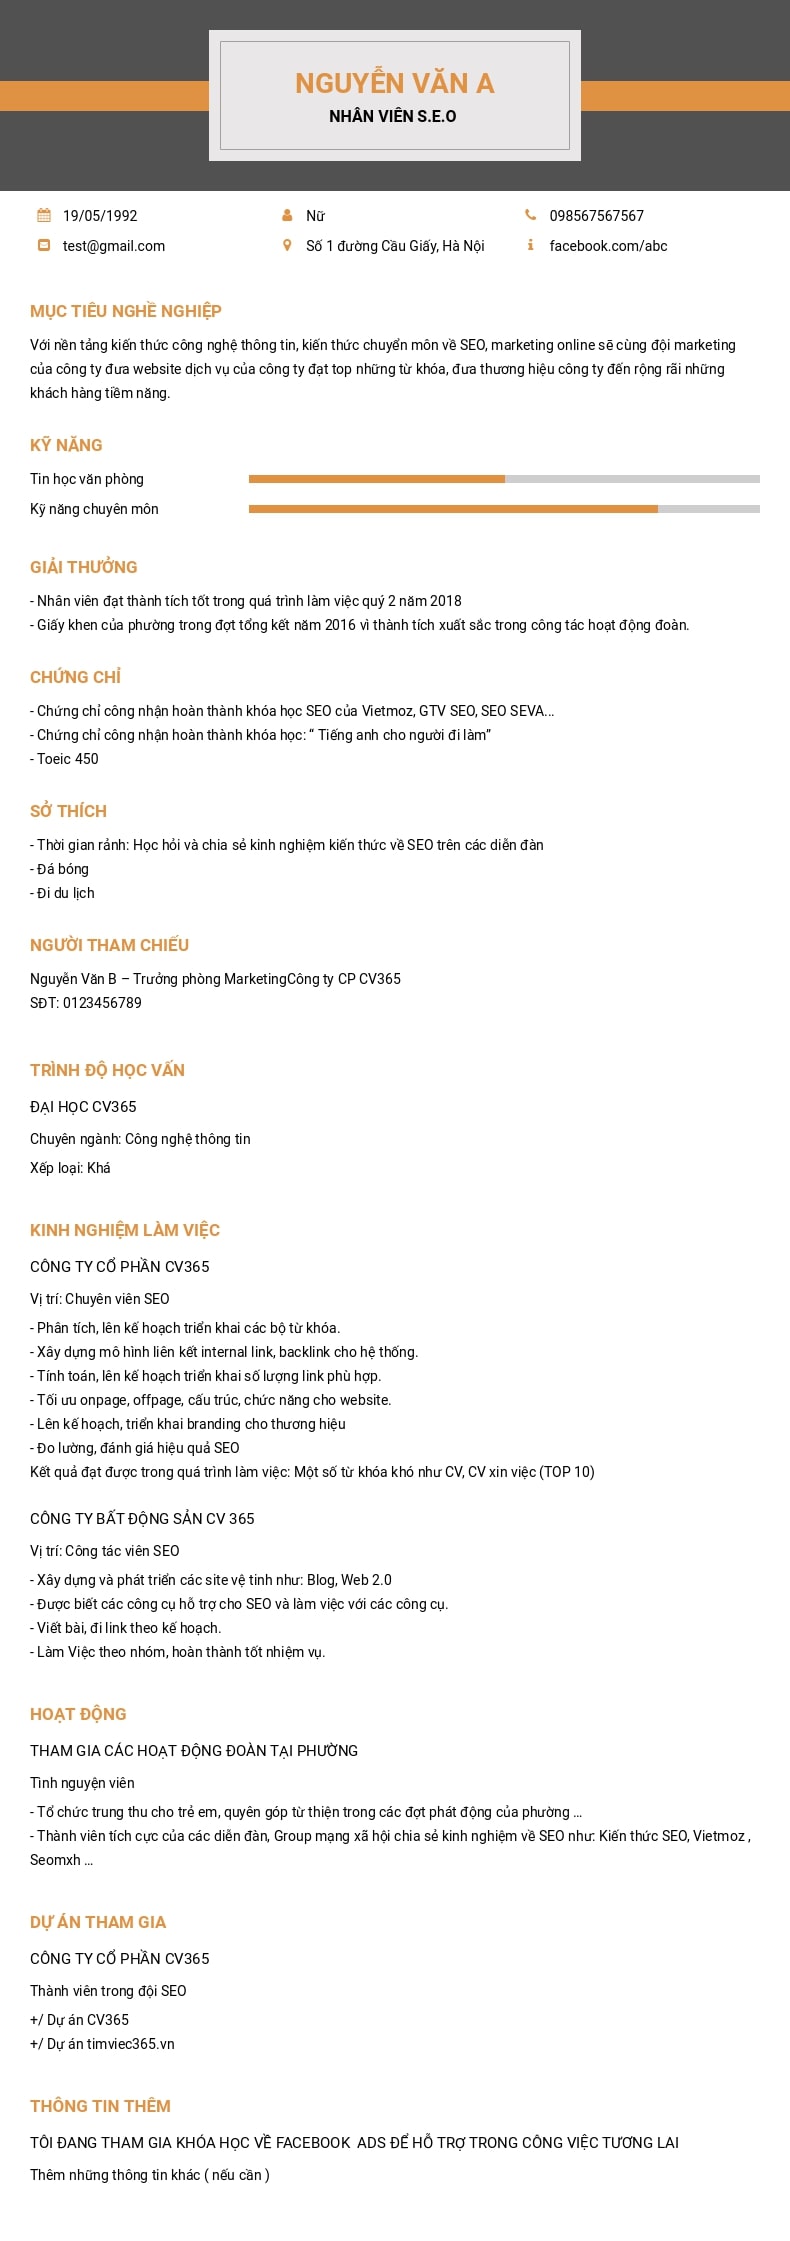 NGUYỄN VĂN A
NHÂN VIÊN S.E.O
19/05/1992
Nữ
098567567567
test@gmail.com
Số 1 đường Cầu Giấy, Hà Nội
facebook.com/abc
MỤC TIÊU NGHỀ NGHIỆP
Với nền tảng kiến thức công nghệ thông tin, kiến thức chuyển môn về SEO, marketing online sẽ cùng đội marketing
của công ty đưa website dịch vụ của công ty đạt top những từ khóa, đưa thương hiệu công ty đến rộng rãi những
khách hàng tiềm năng.
KỸ NĂNG
Tin học văn phòng
Kỹ năng chuyên môn
GIẢI THƯỞNG
- Nhân viên đạt thành tích tốt trong quá trình làm việc quý 2 năm 2018
- Giấy khen của phường trong đợt tổng kết năm 2016 vì thành tích xuất sắc trong công tác hoạt động đoàn.
CHỨNG CHỈ
- Chứng chỉ công nhận hoàn thành khóa học SEO của Vietmoz, GTV SEO, SEO SEVA...
- Chứng chỉ công nhận hoàn thành khóa học: “ Tiếng anh cho người đi làm”
- Toeic 450
SỞ THÍCH
- Thời gian rảnh: Học hỏi và chia sẻ kinh nghiệm kiến thức về SEO trên các diễn đàn
- Đá bóng
- Đi du lịch
NGƯỜI THAM CHIẾU
Nguyễn Văn B – Trưởng phòng MarketingCông ty CP CV365
SĐT: 0123456789
TRÌNH ĐỘ HỌC VẤN
ĐẠI HỌC CV365
Chuyên ngành: Công nghệ thông tin
Xếp loại: Khá
KINH NGHIỆM LÀM VIỆC
CÔNG TY CỔ PHẦN CV365
Vị trí: Chuyên viên SEO
- Phân tích, lên kế hoạch triển khai các bộ từ khóa.
- Xây dựng mô hình liên kết internal link, backlink cho hệ thống.
- Tính toán, lên kế hoạch triển khai số lượng link phù hợp.
- Tối ưu onpage, offpage, cấu trúc, chức năng cho website.
- Lên kế hoạch, triển khai branding cho thương hiệu
- Đo lường, đánh giá hiệu quả SEO
Kết quả đạt được trong quá trình làm việc: Một số từ khóa khó như CV, CV xin việc (TOP 10)
CÔNG TY BẤT ĐỘNG SẢN CV 365
Vị trí: Công tác viên SEO
- Xây dựng và phát triển các site vệ tinh như: Blog, Web 2.0
- Được biết các công cụ hỗ trợ cho SEO và làm việc với các công cụ.
- Viết bài, đi link theo kế hoạch.
- Làm Việc theo nhóm, hoàn thành tốt nhiệm vụ.
HOẠT ĐỘNG
THAM GIA CÁC HOẠT ĐỘNG ĐOÀN TẠI PHƯỜNG
Tình nguyện viên
- Tổ chức trung thu cho trẻ em, quyên góp từ thiện trong các đợt phát động của phường ...
- Thành viên tích cực của các diễn đàn, Group mạng xã hội chia sẻ kinh nghiệm về SEO như: Kiến thức SEO, Vietmoz ,
Seomxh ...
DỰ ÁN THAM GIA
CÔNG TY CỔ PHẦN CV365
Thành viên trong đội SEO
+/ Dự án CV365
+/ Dự án timviec365.vn
THÔNG TIN THÊM
TÔI ĐANG THAM GIA KHÓA HỌC VỀ FACEBOOK  ADS ĐỂ HỖ TRỢ TRONG CÔNG VIỆC TƯƠNG LAI
Thêm những thông tin khác ( nếu cần )